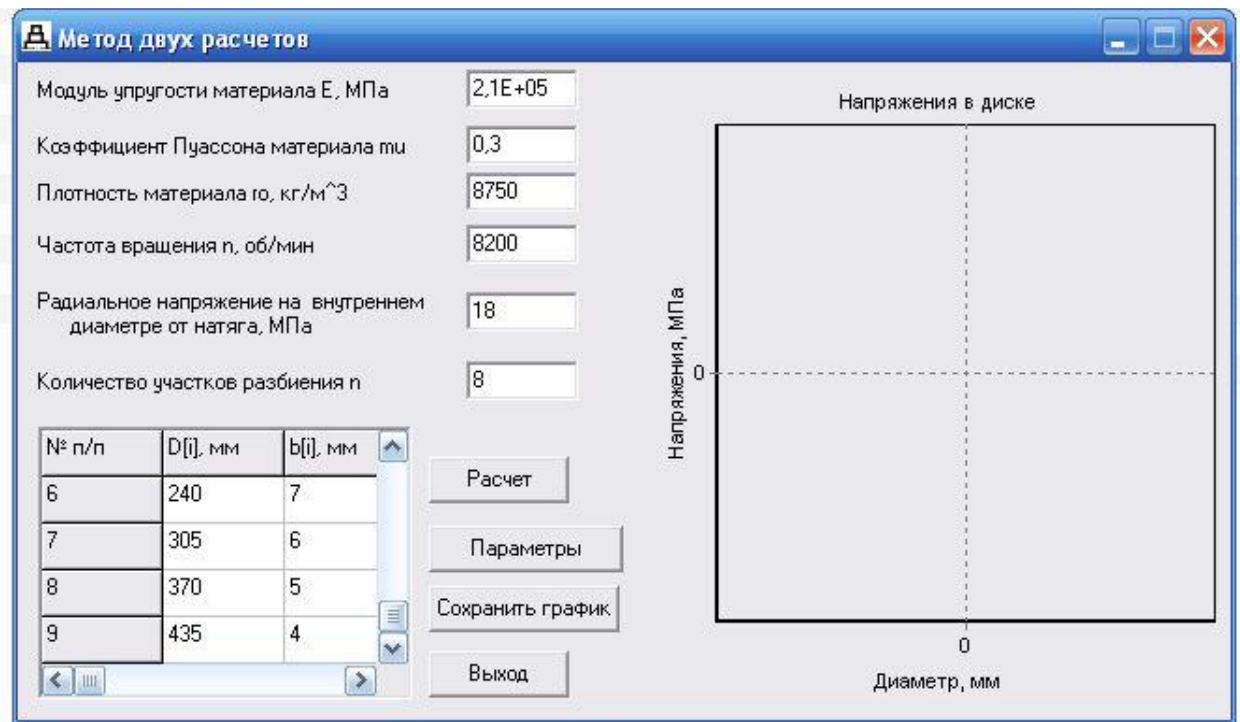 Метод двух расчетов
Модуль упругости материала E, МПа 2,1E+05
Коэффициент Пуассона материала mu 0,3
Плотность материала ro, кг/м^3 8750
Частота вращения n, об/мин 8200
Радиальное напряжение на внутреннем
диаметре от натяга, МПа 18
Количество участков разбиения n 8
№ п/п D[i], мм b[i], мм
6 240 7
7 305 6
8 370 5
9 435 4
Расчет
Параметры
Сохранить график
Выход
Напряжения в диске
Напряжения, МПа
0
0
Диаметр, мм